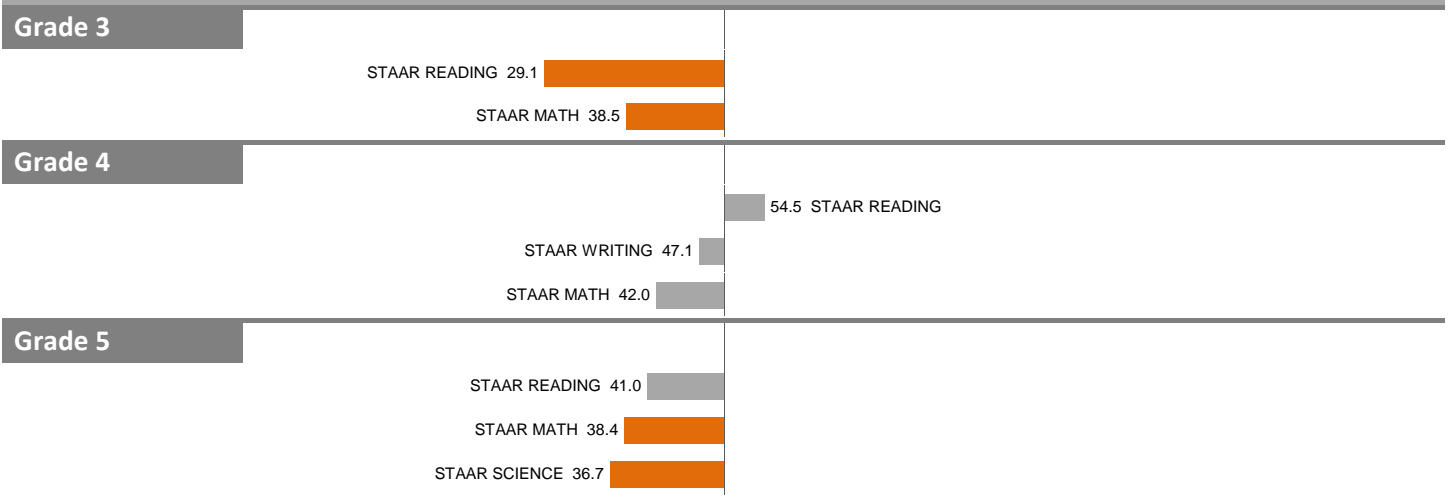 Grade 3
STAAR READING 29.1
STAAR MATH 38.5
Grade 4
54.5 STAAR READING
STAAR WRITING 47.1
STAAR MATH 42.0
Grade 5
STAAR READING 41.0
STAAR MATH 38.4
STAAR SCIENCE 36.7